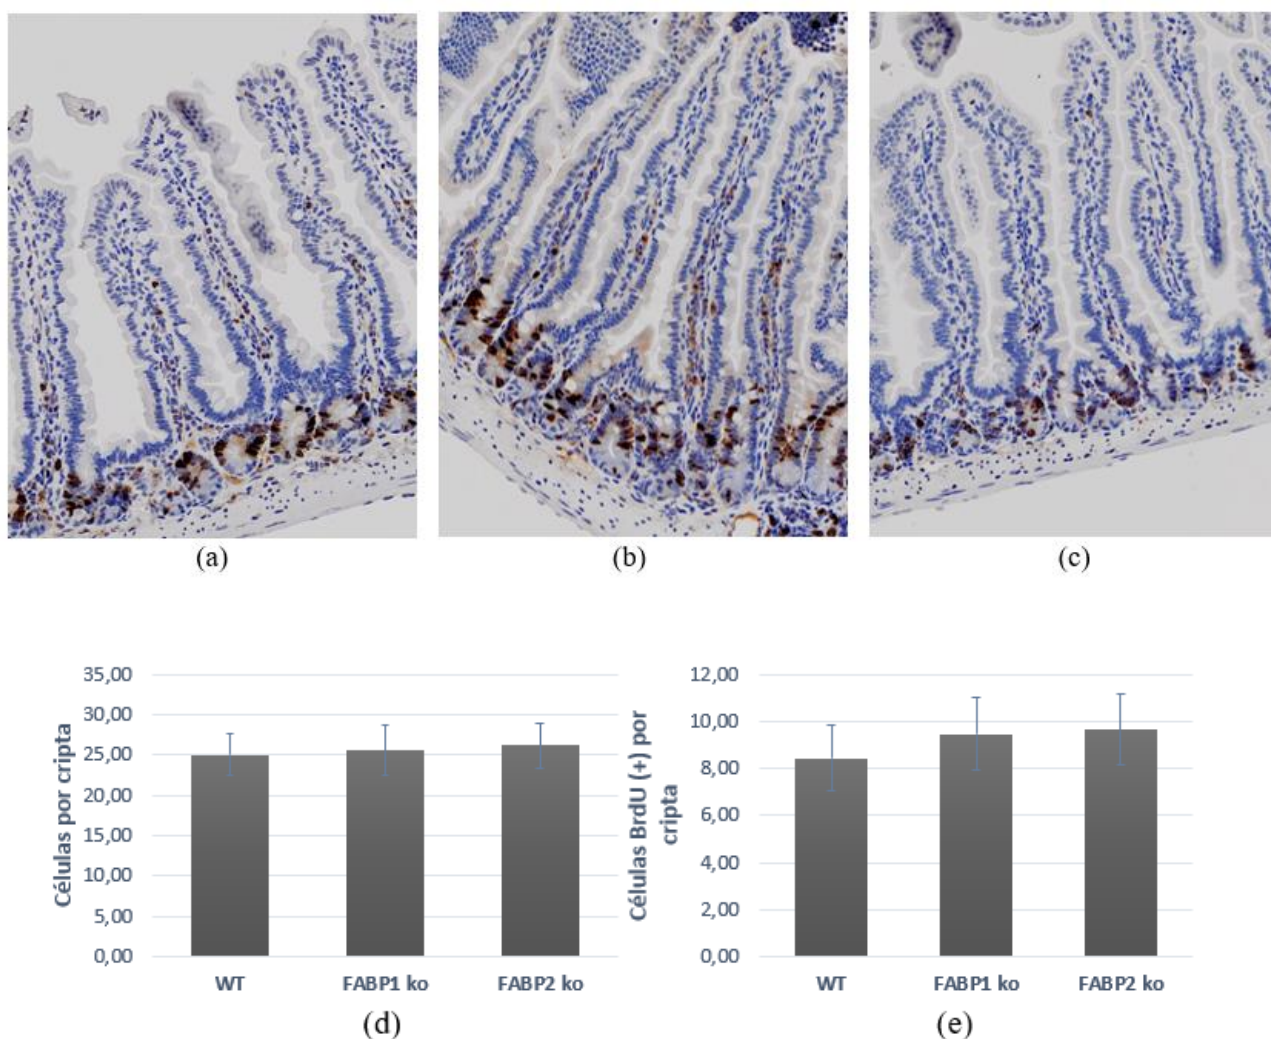 (a)
(b)
(c)
Células por cripta
35,00
30,00
25,00
20,00
15,00
10,00
5,00
0,00
WT
FABP1 ko
FABP2 ko
(d)
Células BrdU (+) por
cripta
12,00
10,00
8,00
6,00
4,00
2,00
0,00
WT
FABP1 ko
FABP2 ko
(e)